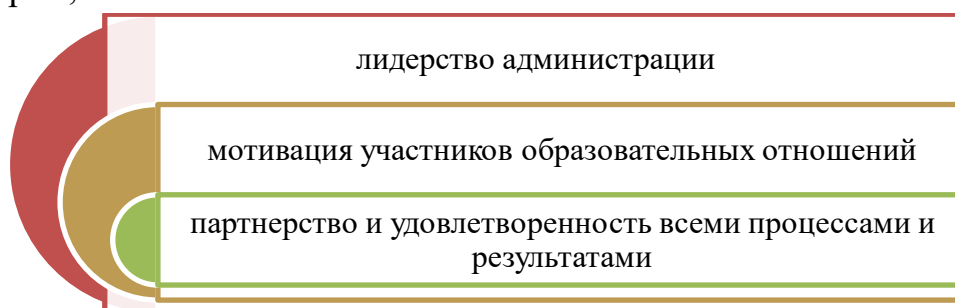 лидерство администрации
мотивация участников образовательных отношений
партнерство и удовлетворенность всеми процессами и
результатами